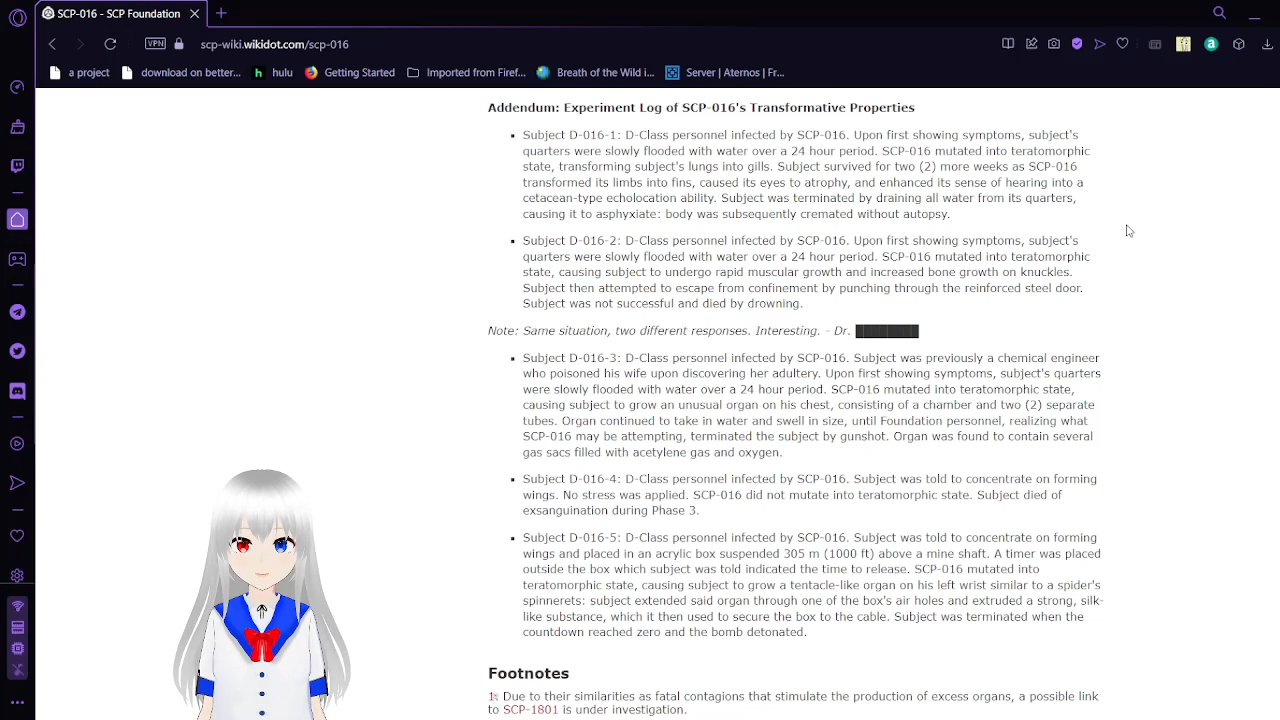 SCP-016 - SCP Foundation
VPN
scp-wiki.wikidot.com/scp-016
a project
download on better...
h
hulu
Getting Started
Imported from Firef...
Breath of the Wild i...
Server | Aternos | Fr...
a
Addendum: Experiment Log of SCP-016's Transformative Properties
Subject D-016-1: D-Class personnel infected by SCP-016. Upon first showing symptoms, subject's
quarters were slowly flooded with water over a 24 hour period. SCP-016 mutated into teratomorphic
state, transforming subject's lungs into gills. Subject survived for two (2) more weeks as SCP-016
transformed its limbs into fins, caused its eyes to atrophy, and enhanced its sense of hearing into a
cetacean-type echolocation ability. Subject was terminated by draining all water from its quarters,
causing it to asphyxiate: body was subsequently cremated without autopsy.
Subject D-016-2: D-Class personnel infected by SCP-016. Upon first showing symptoms, subject's
quarters were slowly flooded with water over a 24 hour period. SCP-016 mutated into teratomorphic
state, causing subject to undergo rapid muscular growth and increased bone growth on knuckles.
Subject then attempted to escape from confinement by punching through the reinforced steel door.
Subject was not successful and died by drowning.
Note: Same situation, two different responses. Interesting. - Dr. ████████
Subject D-016-3: D-Class personnel infected by SCP-016. Subject was previously a chemical engineer
who poisoned his wife upon discovering her adultery. Upon first showing symptoms, subject's quarters
were slowly flooded with water over a 24 hour period. SCP-016 mutated into teratomorphic state,
causing subject to grow an unusual organ on his chest, consisting of a chamber and two (2) separate
tubes. Organ continued to take in water and swell in size, until Foundation personnel, realizing what
SCP-016 may be attempting, terminated the subject by gunshot. Organ was found to contain several
gas sacs filled with acetylene gas and oxygen.
Subject D-016-4: D-Class personnel infected by SCP-016. Subject was told to concentrate on forming
wings. No stress was applied. SCP-016 did not mutate into teratomorphic state. Subject died of
exsanguination during Phase 3.
Subject D-016-5: D-Class personnel infected by SCP-016. Subject was told to concentrate on forming
wings and placed in an acrylic box suspended 305 m (1000 ft) above a mine shaft. A timer was placed
outside the box which subject was told indicated the time to release. SCP-016 mutated into
teratomorphic state, causing subject to grow a tentacle-like organ on his left wrist similar to a spider's
spinnerets: subject extended said organ through one of the box's air holes and extruded a strong, silk-
like substance, which it then used to secure the box to the cable. Subject was terminated when the
countdown reached zero and the bomb detonated.
Footnotes
1. Due to their similarities as fatal contagions that stimulate the production of excess organs, a possible link
to SCP-1801 is under investigation.